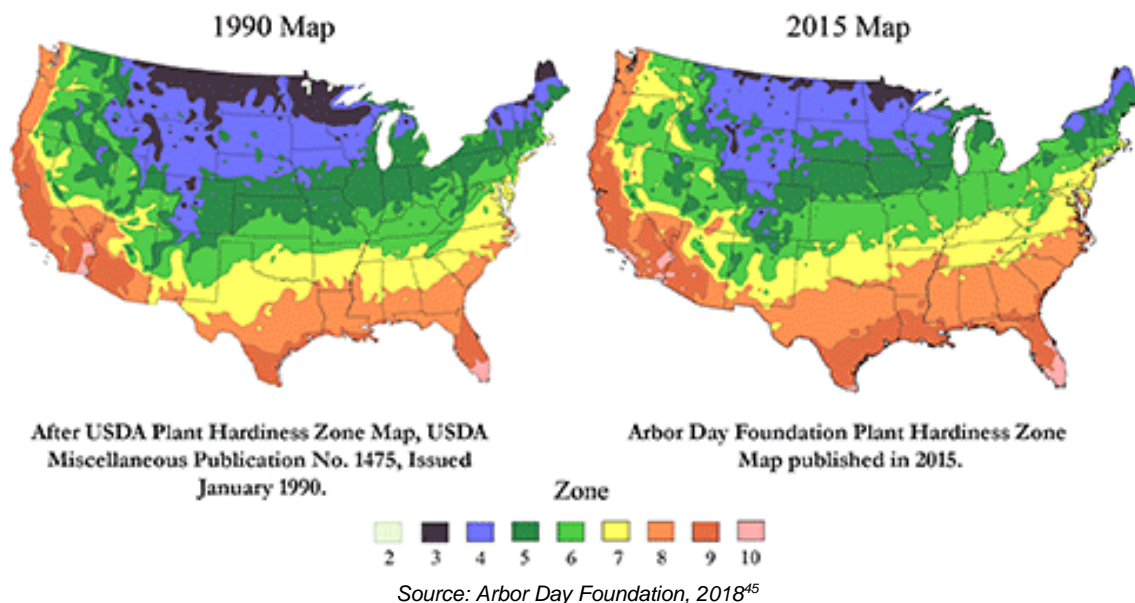 1990 Map
2015 Map
After USDA Plant Hardiness Zone Map, USDA
Miscellaneous Publication No. 1475, Issued
January 1990.
Arbor Day Foundation Plant Hardiness Zone
Map published in 2015.
Zone
2 3 4 5 6 7 8 9 10
Source: Arbor Day Foundation, 2018⁴⁵